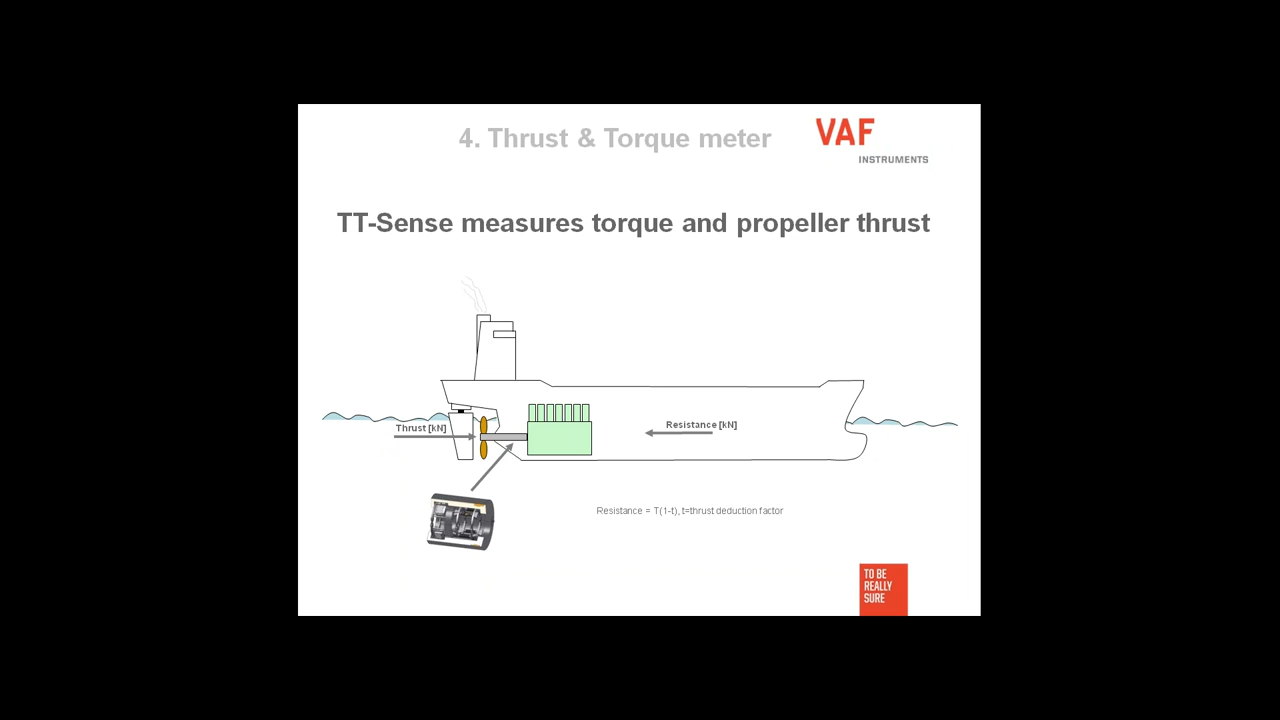 4. Thrust & Torque meter
VAF
INSTRUMENTS
TT-Sense measures torque and propeller thrust
Thrust [kN]
Resistance [kN]
Resistance = T(1-t), t=thrust deduction factor
TO BE
REALLY
SURE